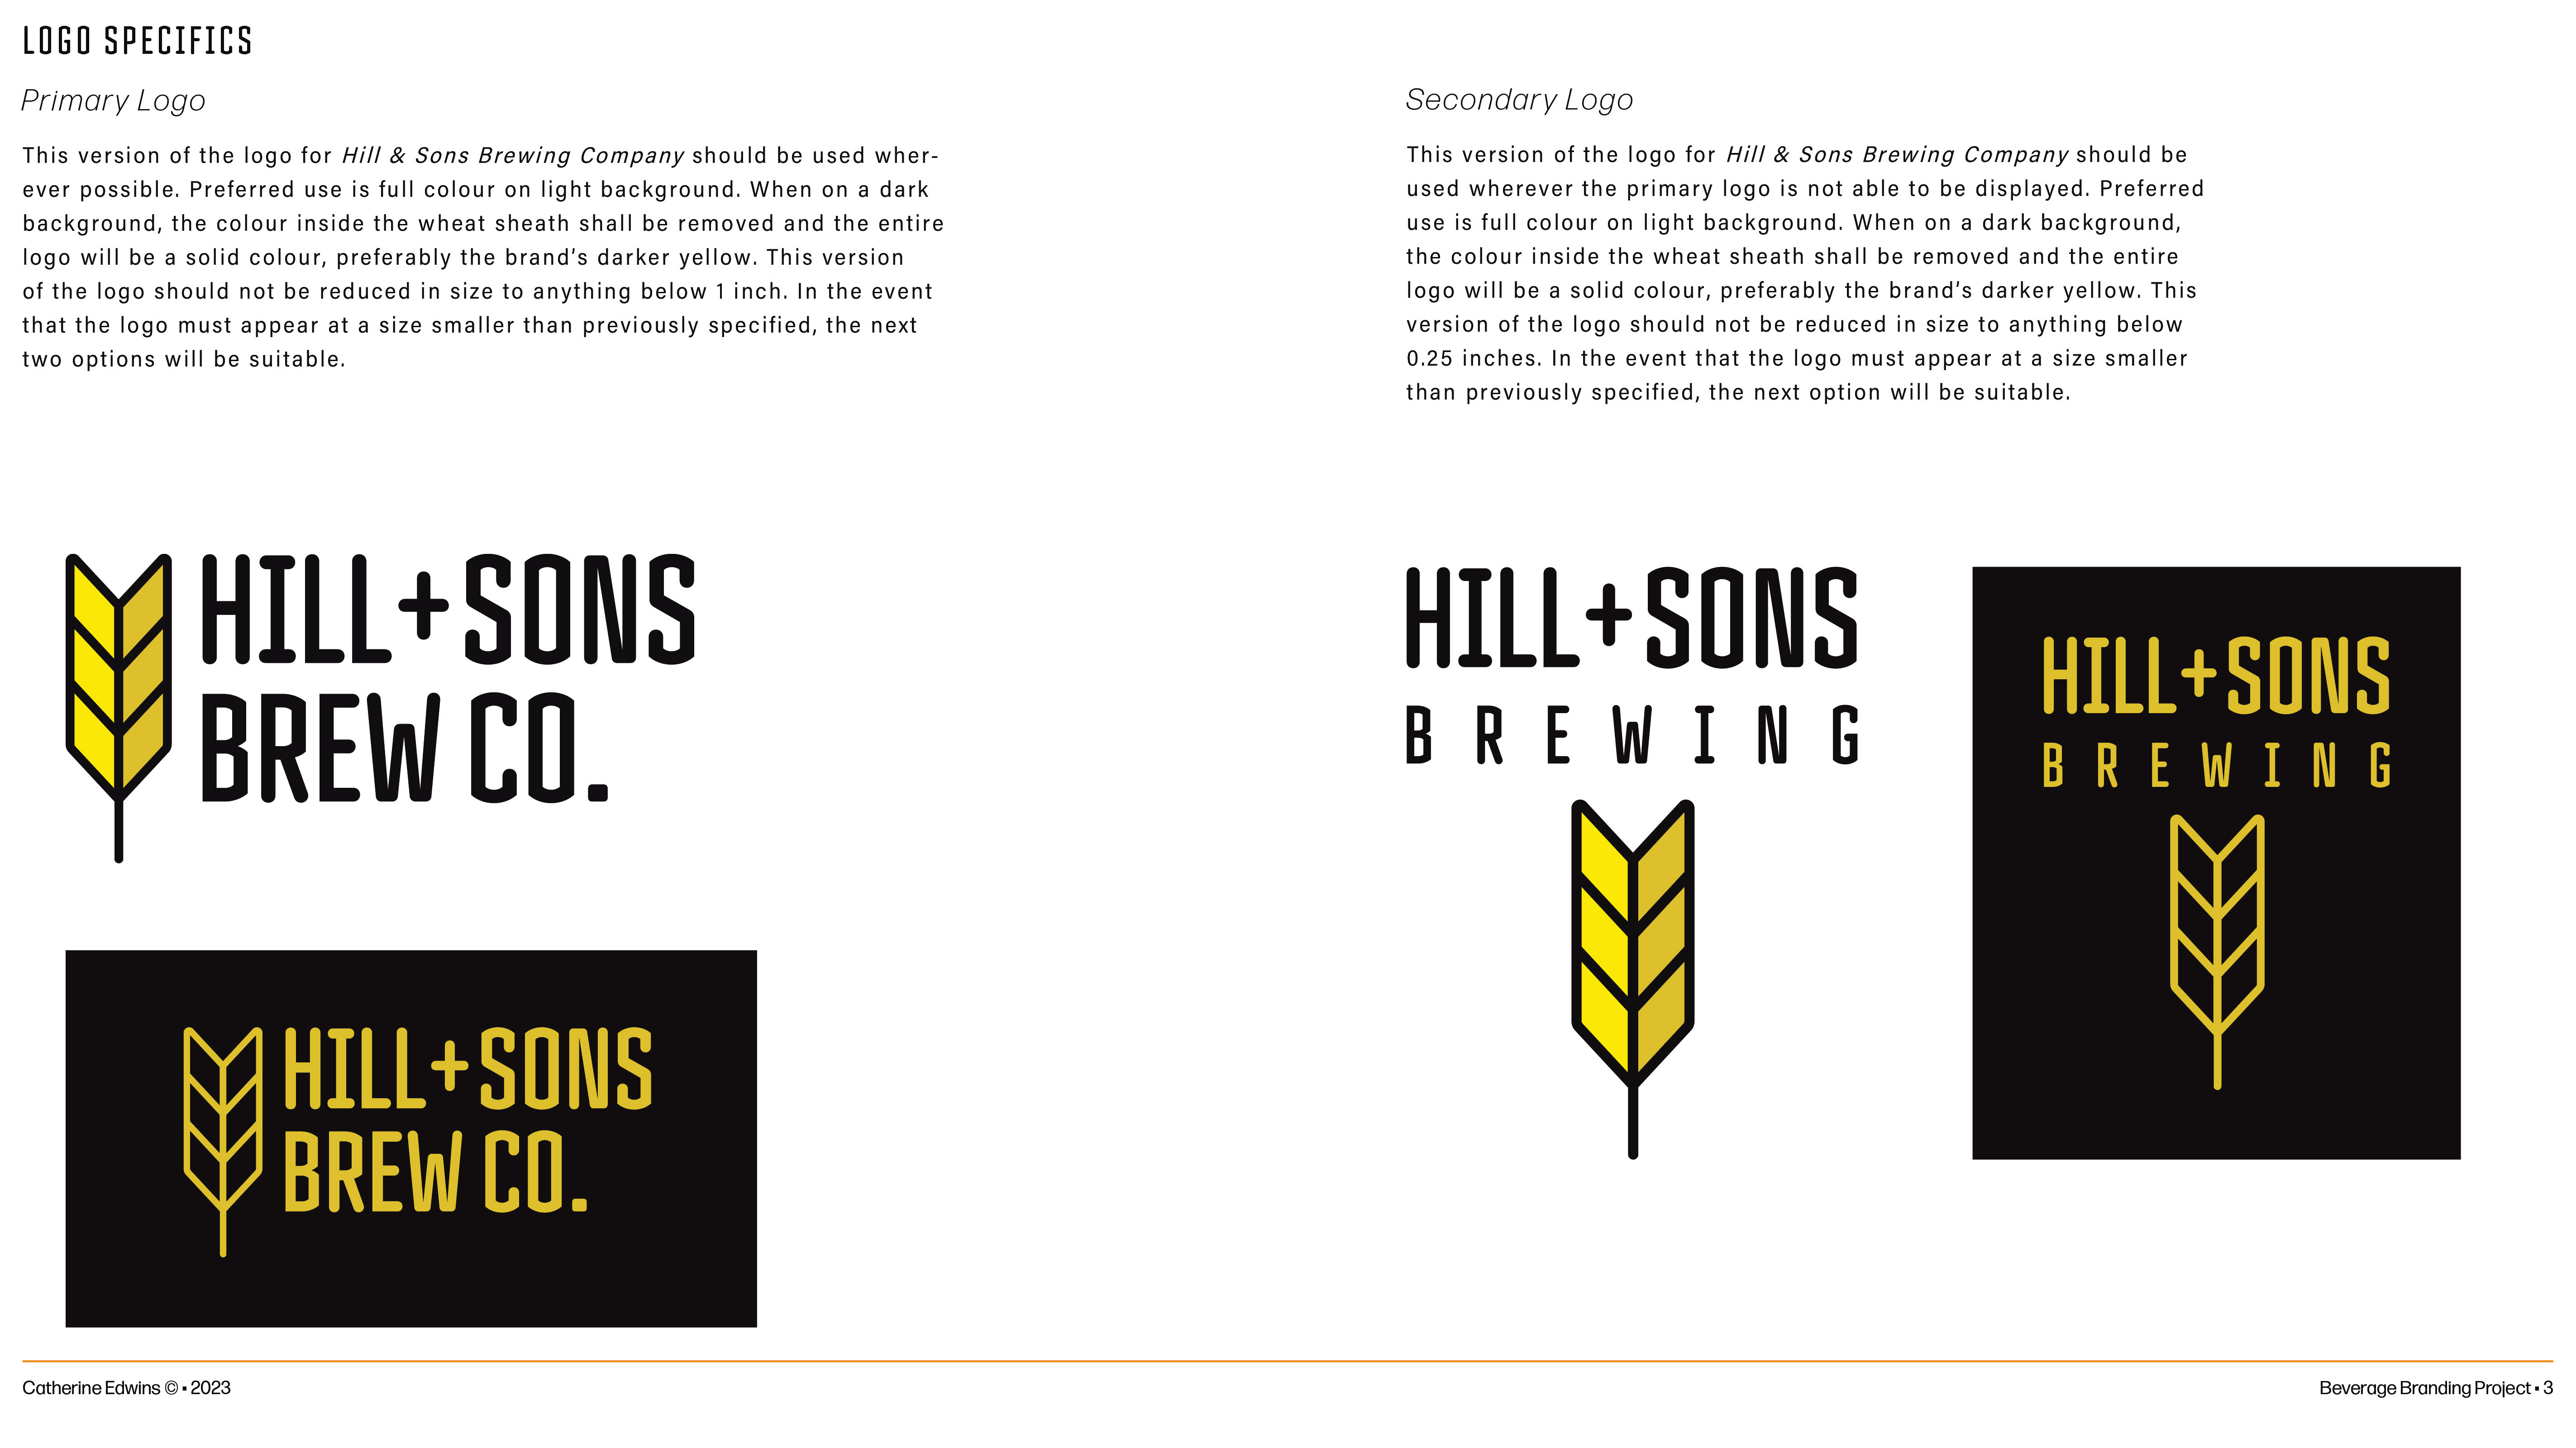 LOGO SPECIFICS
Primary Logo
This version of the logo for Hill & Sons Brewing Company should be used wher-
ever possible. Preferred use is full colour on light background. When on a dark
background, the colour inside the wheat sheath shall be removed and the entire
logo will be a solid colour, preferably the brand’s darker yellow. This version
of the logo should not be reduced in size to anything below 1 inch. In the event
that the logo must appear at a size smaller than previously specified, the next
two options will be suitable.
HILL+SONS
BREW CO.
HILL+SONS
BREW CO.
Secondary Logo
This version of the logo for Hill & Sons Brewing Company should be
used wherever the primary logo is not able to be displayed. Preferred
use is full colour on light background. When on a dark background,
the colour inside the wheat sheath shall be removed and the entire
logo will be a solid colour, preferably the brand’s darker yellow. This
version of the logo should not be reduced in size to anything below
0.25 inches. In the event that the logo must appear at a size smaller
than previously specified, the next option will be suitable.
HILL+SONS
BREWING
HILL+SONS
BREWING
Catherine Edwins © ▪ 2023
Beverage Branding Project ▪ 3